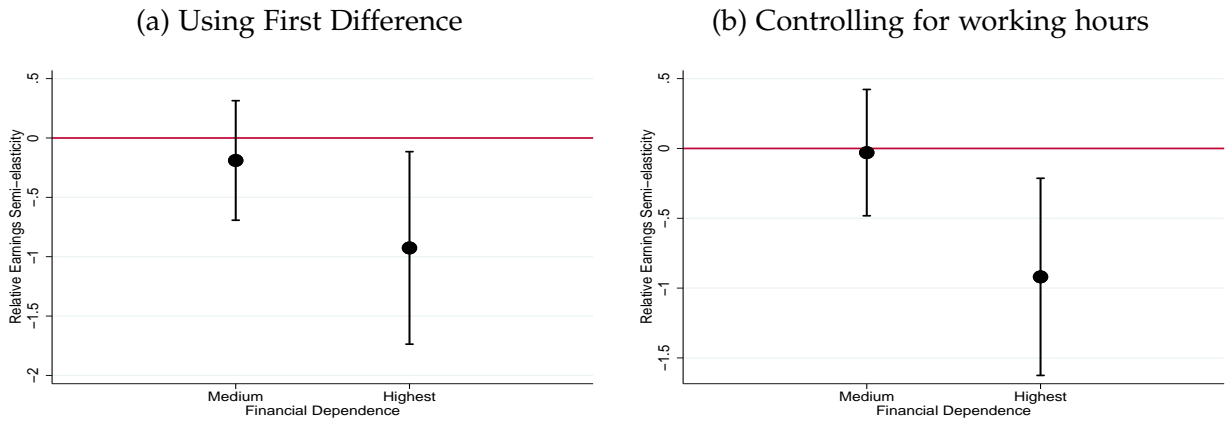 (a) Using First Difference
.5
0
−.5
−1
−1.5
−2
Relative Earnings Semi−elasticity
Medium
Highest
Financial Dependence
(b) Controlling for working hours
.5
0
−.5
−1
−1.5
Relative Earnings Semi−elasticity
Medium
Highest
Financial Dependence